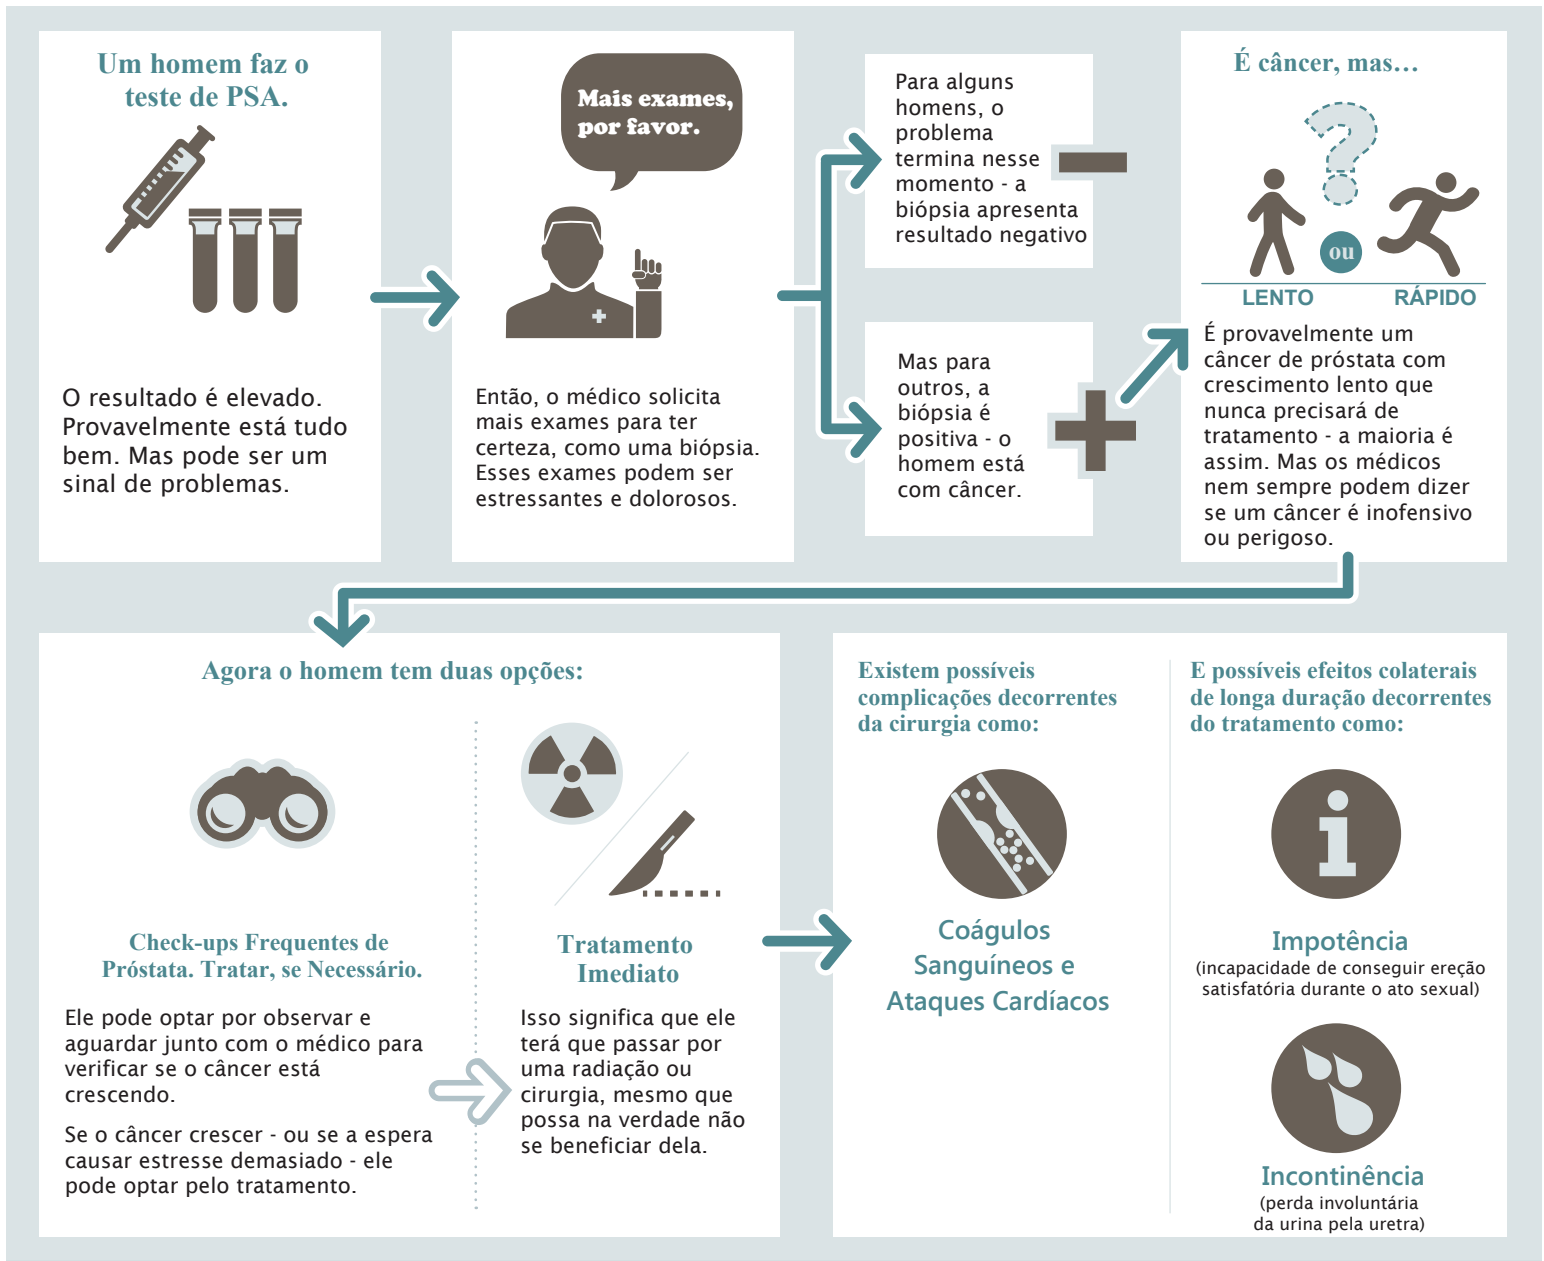 Um homem faz o
teste de PSA.
O resultado é elevado.
Provavelmente está tudo
bem. Mas pode ser um
sinal de problemas.
Mais exames,
por favor.
Então, o médico solicita
mais exames para ter
certeza, como uma biópsia.
Esses exames podem ser
estressantes e dolorosos.
Para alguns
homens, o
problema
termina nesse
momento - a
biópsia apresenta
resultado negativo
Mas para
outros, a
biópsia é
positiva - o
homem está
com câncer.
É câncer, mas...
?
ou
LENTO RÁPIDO
É provavelmente um
câncer de próstata com
crescimento lento que
nunca precisará de
tratamento - a maioria é
assim. Mas os médicos
nem sempre podem dizer
se um câncer é inofensivo
ou perigoso.
Agora o homem tem duas opções:
Check-ups Frequentes de
Próstata. Tratar, se Necessário.
Ele pode optar por observar e
aguardar junto com o médico para
verificar se o câncer está
crescendo.
Se o câncer crescer - ou se a espera
causar estresse demasiado - ele
pode optar pelo tratamento.
Tratamento
Imediato
Isso significa que ele
terá que passar por
uma radiação ou
cirurgia, mesmo que
possa na verdade não
se beneficiar dela.
Existem possíveis
complicações decorrentes
da cirurgia como:
Coágulos
Sanguíneos e
Ataques Cardíacos
E possíveis efeitos colaterais
de longa duração decorrentes
do tratamento como:
i
Impotência
(incapacidade de conseguir ereção
satisfatória durante o ato sexual)
Incontinência
(perda involuntária
da urina pela uretra)